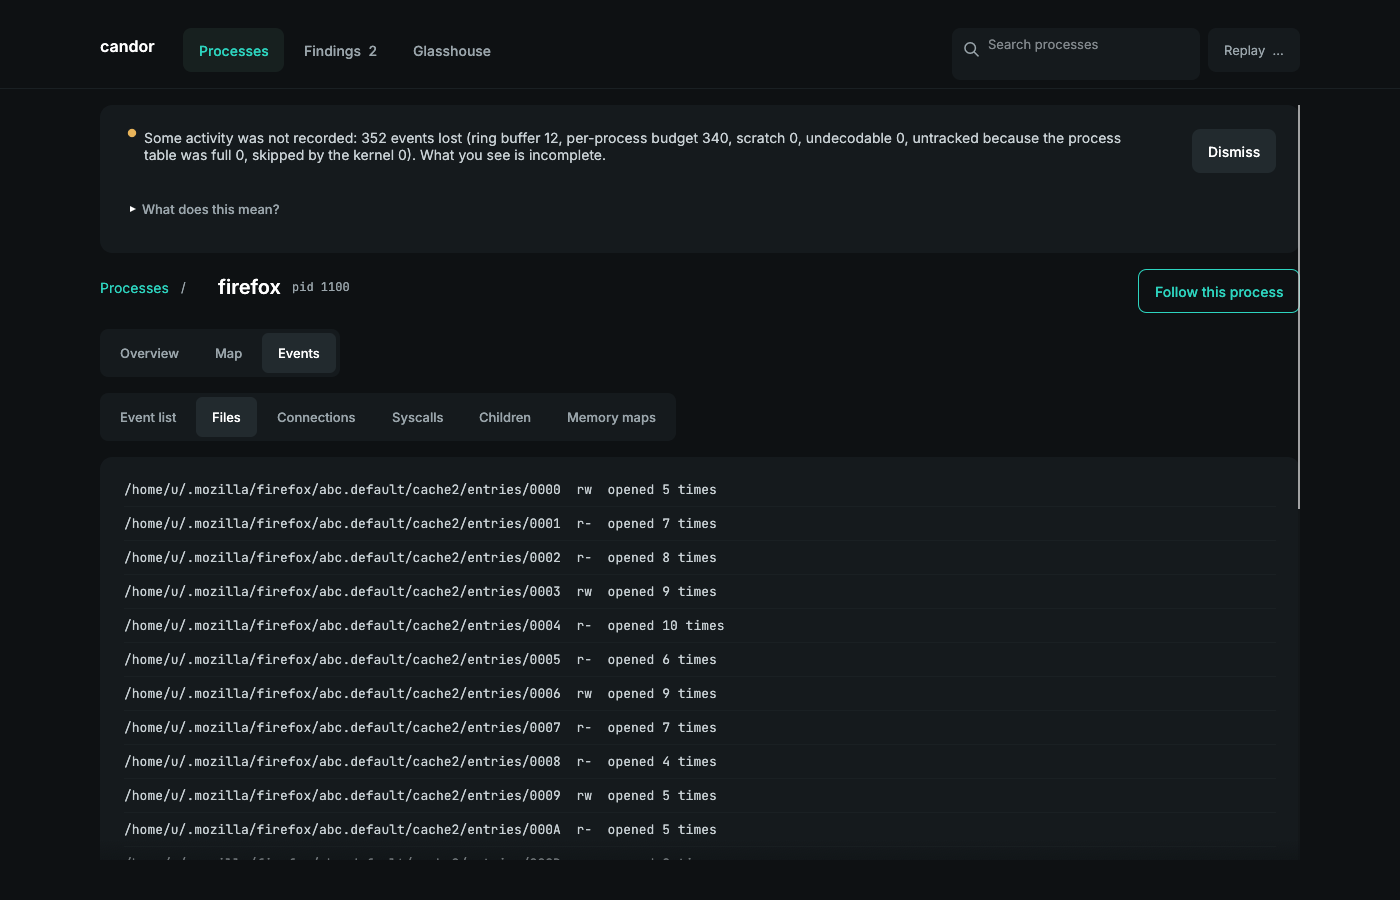 candor
Processes
Findings 2
Glasshouse
Search processes
Replay ...
Some activity was not recorded: 352 events lost (ring buffer 12, per-process budget 340, scratch 0, undecodable 0, untracked because the process
table was full 0, skipped by the kernel 0). What you see is incomplete.
Dismiss
What does this mean?
Processes / firefox pid 1100
Follow this process
Overview Map Events
Event list Files Connections Syscalls Children Memory maps
/home/u/.mozilla/firefox/abc.default/cache2/entries/0000 rw opened 5 times
/home/u/.mozilla/firefox/abc.default/cache2/entries/0001 r- opened 7 times
/home/u/.mozilla/firefox/abc.default/cache2/entries/0002 r- opened 8 times
/home/u/.mozilla/firefox/abc.default/cache2/entries/0003 rw opened 9 times
/home/u/.mozilla/firefox/abc.default/cache2/entries/0004 r- opened 10 times
/home/u/.mozilla/firefox/abc.default/cache2/entries/0005 r- opened 6 times
/home/u/.mozilla/firefox/abc.default/cache2/entries/0006 rw opened 9 times
/home/u/.mozilla/firefox/abc.default/cache2/entries/0007 r- opened 7 times
/home/u/.mozilla/firefox/abc.default/cache2/entries/0008 r- opened 4 times
/home/u/.mozilla/firefox/abc.default/cache2/entries/0009 rw opened 5 times
/home/u/.mozilla/firefox/abc.default/cache2/entries/000A r- opened 5 times